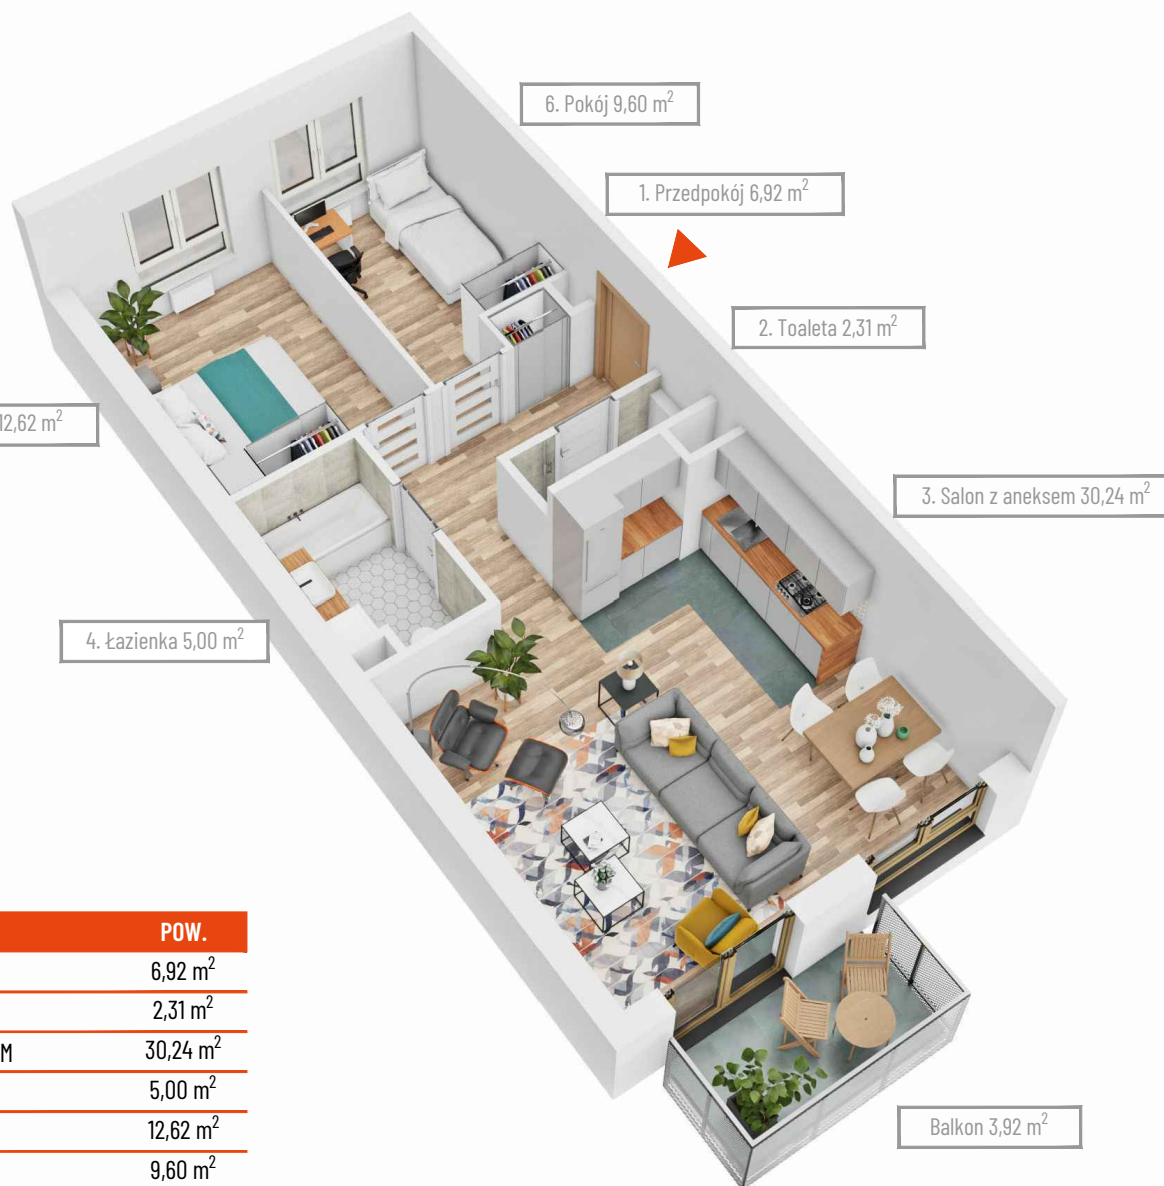 6. Pokój 9,60 m²
1. Przedpokój 6,92 m²
2. Toaleta 2,31 m²
12,62 m²
3. Salon z aneksem 30,24 m²
4. Łazienka 5,00 m²
Balkon 3,92 m²
POW.
6,92 m²
2,31 m²
M 30,24 m²
5,00 m²
12,62 m²
9,60 m²